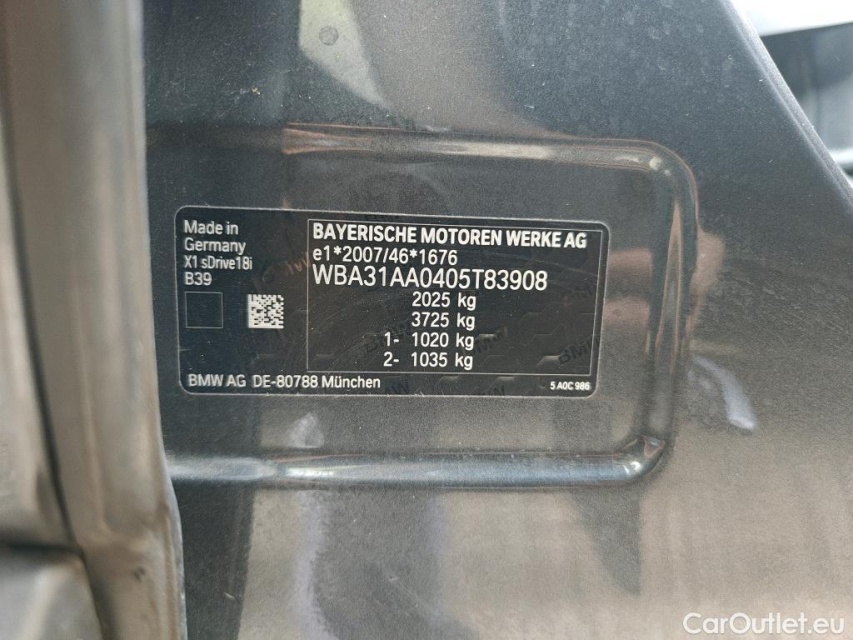 Made in
Germany
X1 sDrive18i
B39
BAYERISCHE MOTOREN WERKE AG
e1*2007/46*1676
WBA31AA0405T83908
2025 kg
3725 kg
1- 1020 kg
2- 1035 kg
BMW AG DE-80788 München
5 A0C 986
CarOutlet.eu